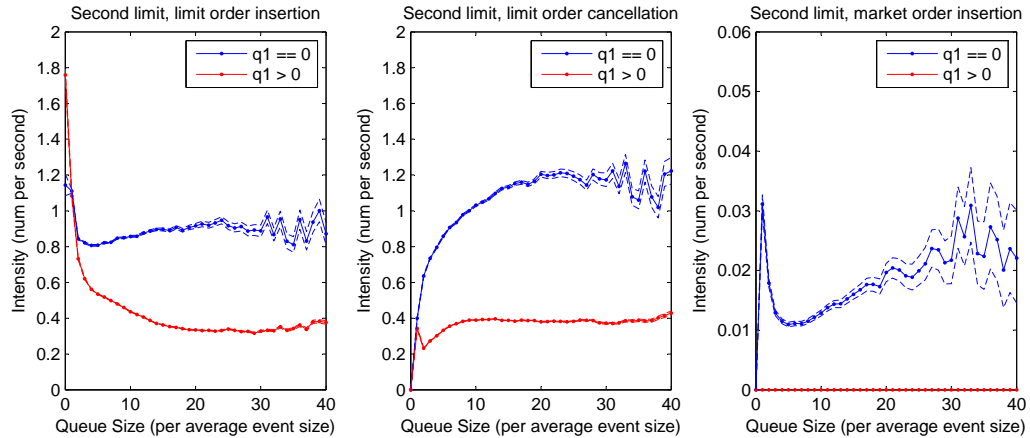 Second limit, limit order insertion
2
1.8
1.6
1.4
1.2
1
0.8
0.6
0.4
0.2
0
0 10 20 30 40
Intensity (num per second)
Queue Size (per average event size)
q1 == 0
q1 > 0
Second limit, limit order cancellation
2
1.8
1.6
1.4
1.2
1
0.8
0.6
0.4
0.2
0
0 10 20 30 40
Intensity (num per second)
Queue Size (per average event size)
q1 == 0
q1 > 0
Second limit, market order insertion
0.06
0.05
0.04
0.03
0.02
0.01
0
0 10 20 30 40
Intensity (num per second)
Queue Size (per average event size)
q1 == 0
q1 > 0